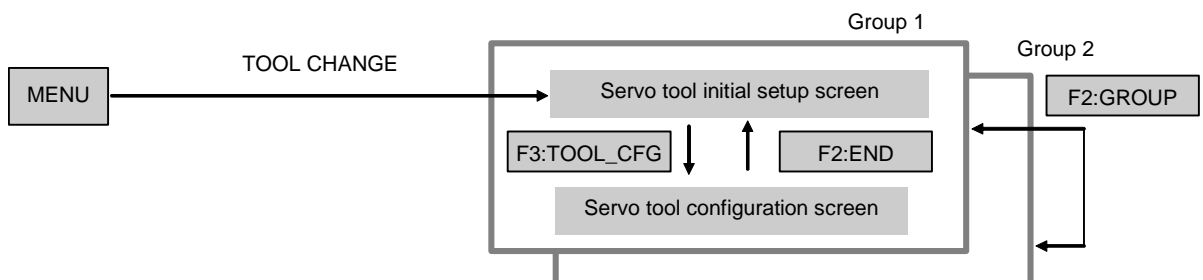 Group 1
Group 2
TOOL CHANGE
MENU
Servo tool initial setup screen
F2:GROUP
F3:TOOL_CFG
F2:END
Servo tool configuration screen